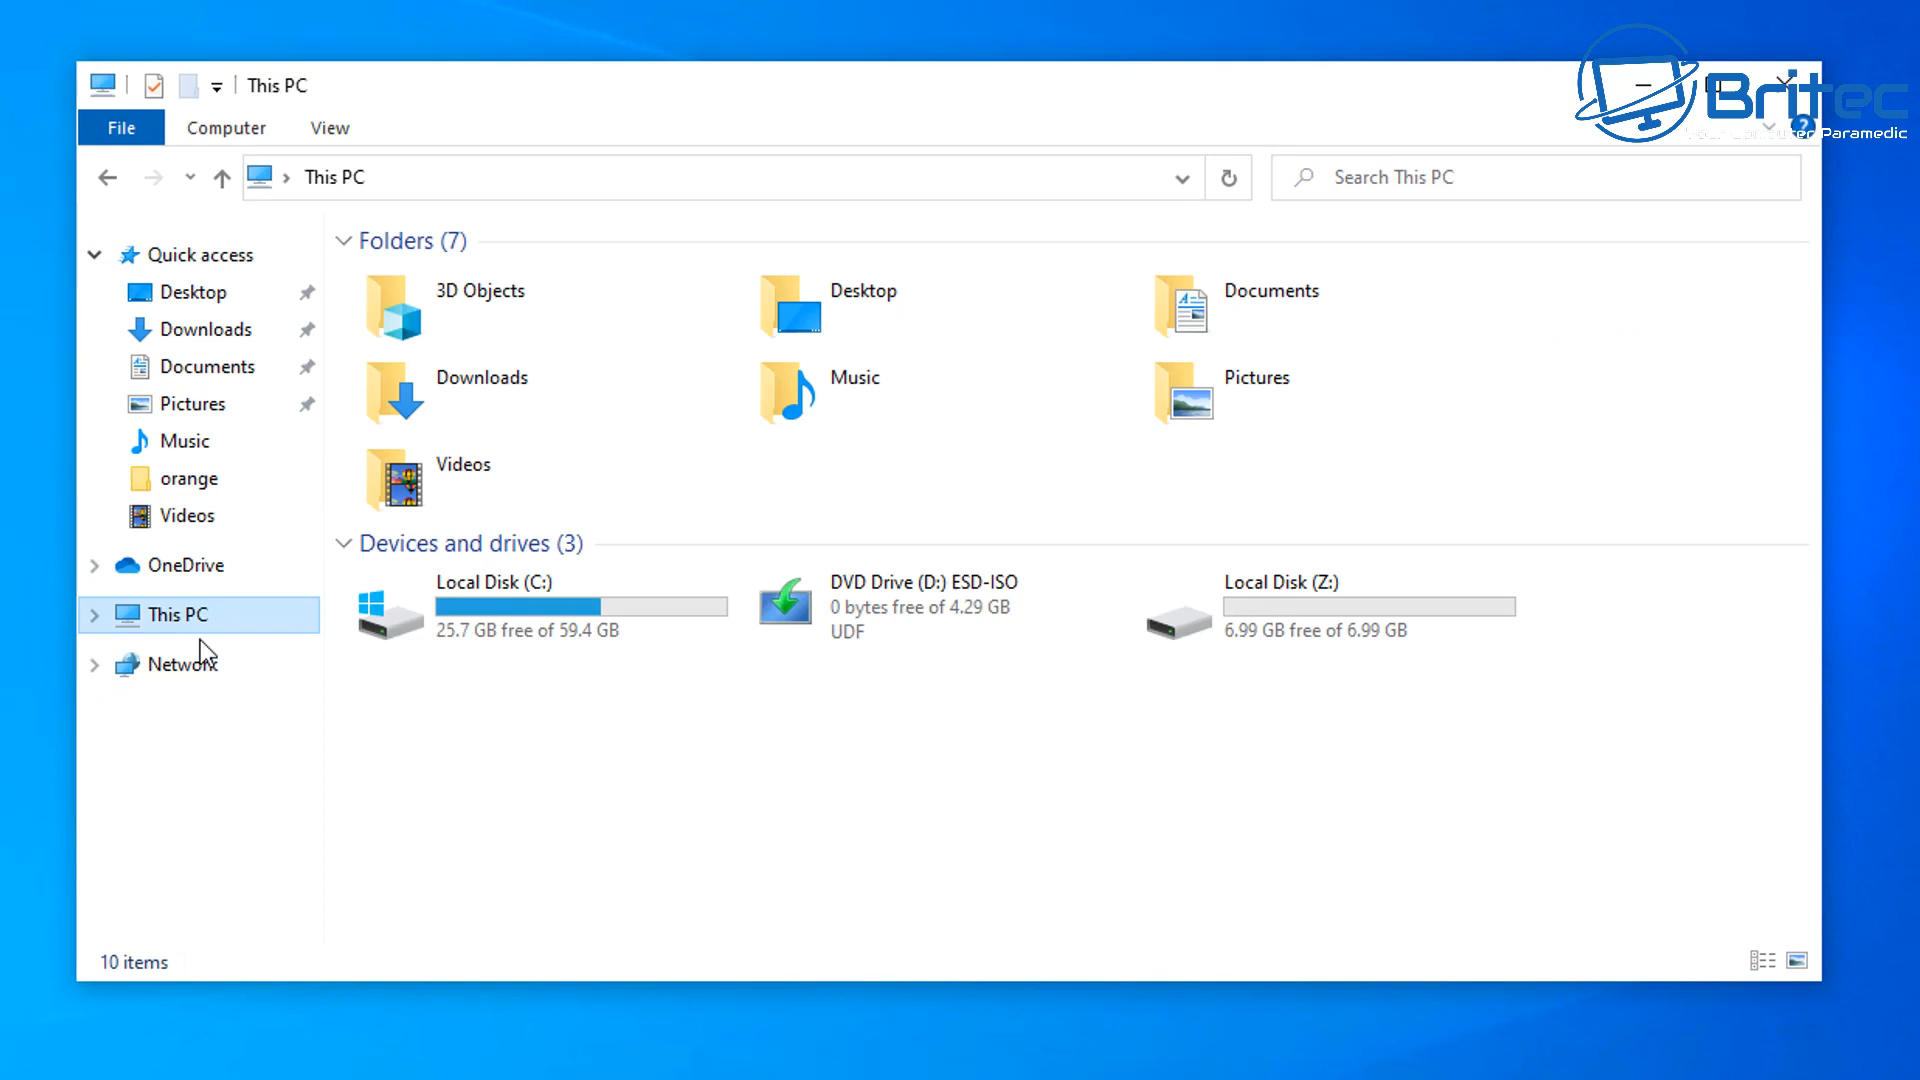 This PC
Britec
Your Computer Paramedic
File Computer View
This PC
Search This PC
Quick access
Desktop
Downloads
Documents
Pictures
Music
orange
Videos
OneDrive
This PC
Network
Folders (7)
3D Objects
Desktop
Documents
Downloads
Music
Pictures
Videos
Devices and drives (3)
Local Disk (C:)
25.7 GB free of 59.4 GB
DVD Drive (D:) ESD-ISO
0 bytes free of 4.29 GB
UDF
Local Disk (Z:)
6.99 GB free of 6.99 GB
10 items